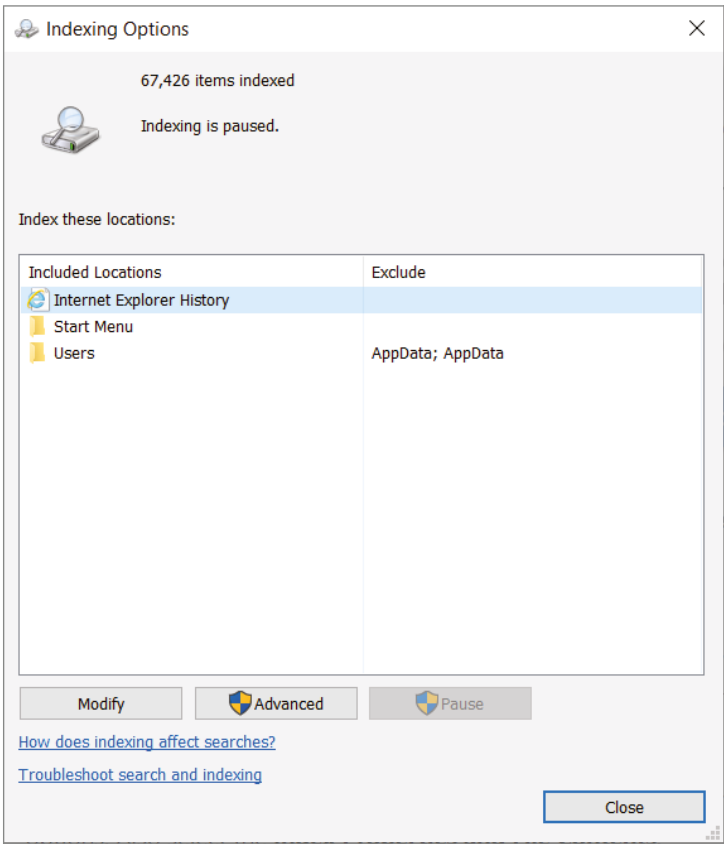 Indexing Options
67,426 items indexed
Indexing is paused.
Index these locations:
Included Locations Exclude
Internet Explorer History
Start Menu
Users AppData; AppData
Modify Advanced Pause
How does indexing affect searches?
Troubleshoot search and indexing
Close